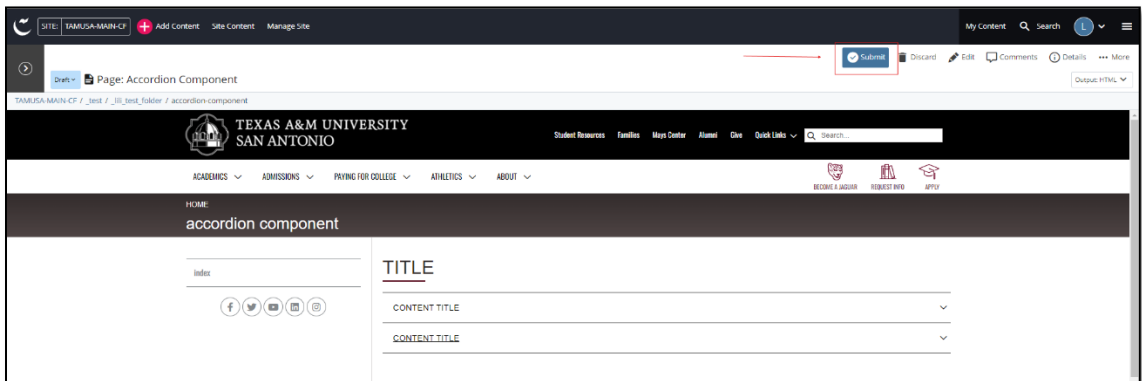 SITE: TAMUSA-MAIN-CF Add Content Site Content Manage Site My Content Search L
Submit Discard Edit Comments Details More
Draft Page: Accordion Component Output: HTML
TAMUSA-MAIN-CF / _test / _lili_test_folder / accordion-component
TEXAS A&M UNIVERSITY
SAN ANTONIO
Student Resources Families Mays Center Alumni Give Quick Links Search...
ACADEMICS ADMISSIONS PAYING FOR COLLEGE ATHLETICS ABOUT
BECOME A JAGUAR REQUEST INFO APPLY
HOME
accordion component
index
TITLE
CONTENT TITLE
CONTENT TITLE